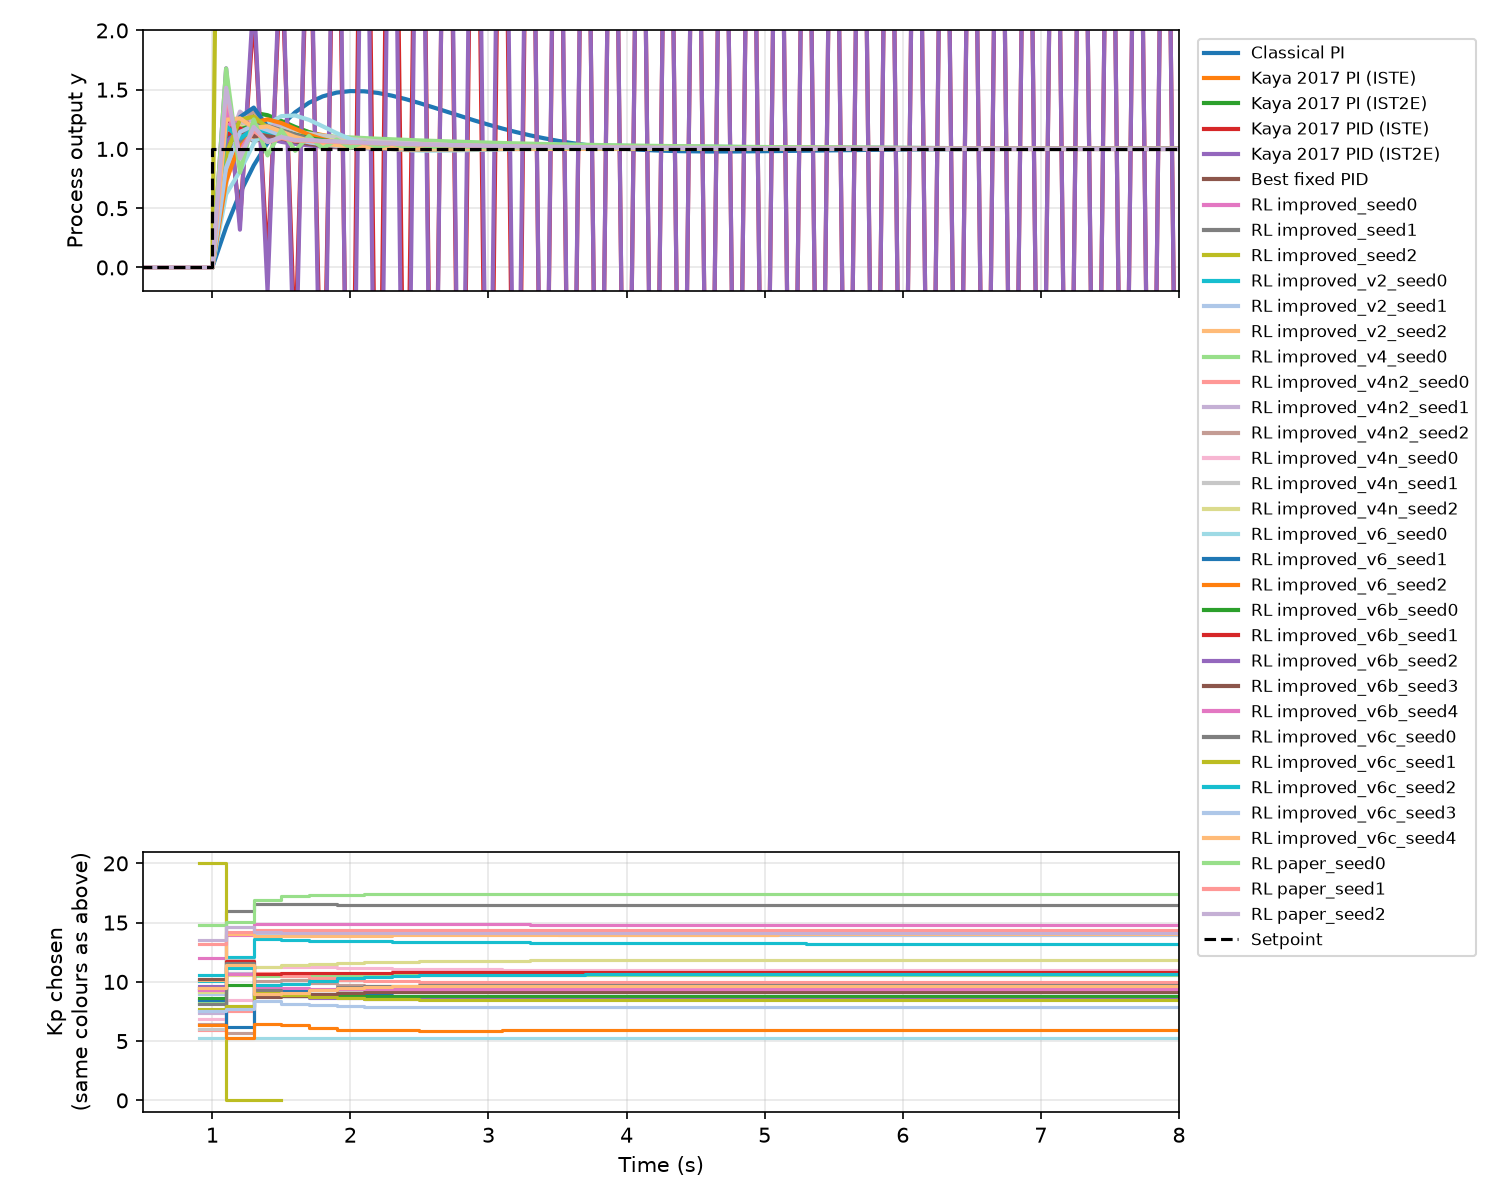 2.0
1.5
1.0
0.5
0.0
Process output y
Classical PI
Kaya 2017 PI (ISTE)
Kaya 2017 PI (IST2E)
Kaya 2017 PID (ISTE)
Kaya 2017 PID (IST2E)
Best fixed PID
RL improved_seed0
RL improved_seed1
RL improved_seed2
RL improved_v2_seed0
RL improved_v2_seed1
RL improved_v2_seed2
RL improved_v4_seed0
RL improved_v4n2_seed0
RL improved_v4n2_seed1
RL improved_v4n2_seed2
RL improved_v4n_seed0
RL improved_v4n_seed1
RL improved_v4n_seed2
RL improved_v6_seed0
RL improved_v6_seed1
RL improved_v6_seed2
RL improved_v6b_seed0
RL improved_v6b_seed1
RL improved_v6b_seed2
RL improved_v6b_seed3
RL improved_v6b_seed4
RL improved_v6c_seed0
RL improved_v6c_seed1
RL improved_v6c_seed2
RL improved_v6c_seed3
RL improved_v6c_seed4
RL paper_seed0
RL paper_seed1
RL paper_seed2
Setpoint
20
15
10
5
0
Kp chosen
(same colours as above)
1 2 3 4 5 6 7 8
Time (s)